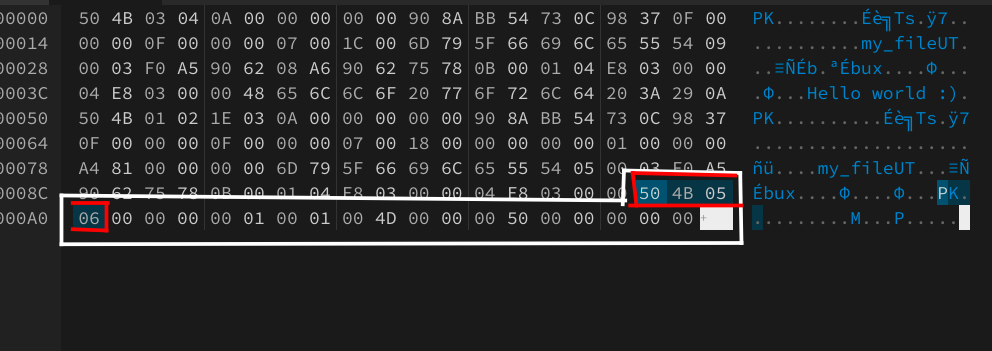 00000 50 4B 03 04 0A 00 00 00 00 00 90 8A BB 54 73 0C 98 37 0F 00 PK........Éè╗Ts.ÿ7..
00014 00 00 0F 00 00 00 07 00 1C 00 6D 79 5F 66 69 6C 65 55 54 09 ..........my_fileUT.
00028 00 03 F0 A5 90 62 08 A6 90 62 75 78 0B 00 01 04 E8 03 00 00 ..≡ÑÉb.ªÉbux....Φ...
0003C 04 E8 03 00 00 48 65 6C 6C 6F 20 77 6F 72 6C 64 20 3A 29 0A .Φ...Hello world :).
00050 50 4B 01 02 1E 03 0A 00 00 00 00 00 90 8A BB 54 73 0C 98 37 PK..........Éè╗Ts.ÿ7
00064 0F 00 00 00 0F 00 00 00 07 00 18 00 00 00 00 00 01 00 00 00 ....................
00078 A4 81 00 00 00 00 6D 79 5F 66 69 6C 65 55 54 05 00 03 F0 A5 ñü....my_fileUT...≡Ñ
0008C 90 62 75 78 0B 00 01 04 E8 03 00 00 04 E8 03 00 00 50 4B 05 Ébux....Φ....Φ...PK.
000A0 06 00 00 00 00 01 00 01 00 4D 00 00 00 50 00 00 00 00 00 + .........M...P.....